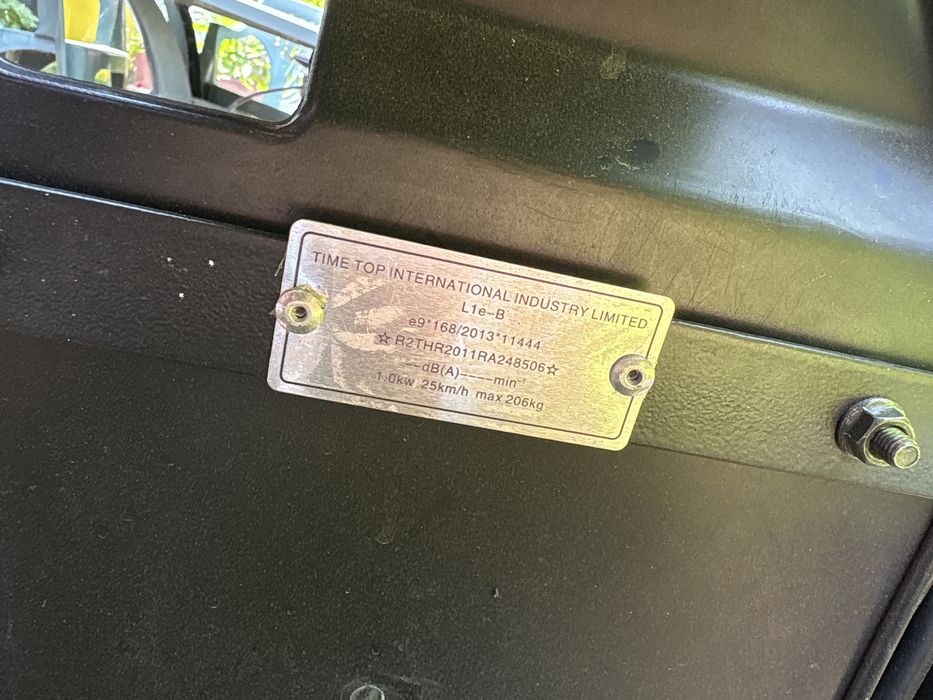 TIME TOP INTERNATIONAL INDUSTRY LIMITED
L1e-B
e9*168/2013*11444
☆R2THR2011RA248506☆
--dB(A)----min⁻¹
1.0kw 25km/h max 206kg